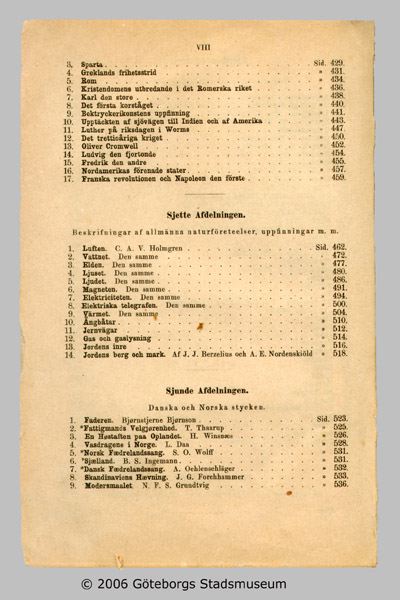 VIII
3. Sparta . . . . . . Sid. 429.
4. Greklands frihetsstrid . . . . . . » 431.
5. Rom . . . . . . » 434.
6. Kristendomens utbredande i det Romerska riket . . . . . . » 436.
7. Karl den store . . . . . . » 438.
8. Det första korståget . . . . . . » 440.
9. Boktryckerikonstens uppfinning . . . . . . » 441.
10. Upptäckten af sjövägen till Indien och af Amerika . . . . . . » 443.
11. Luther på riksdagen i Worms . . . . . . » 447.
12. Det trettioåriga kriget . . . . . . » 450.
13. Oliver Cromwell . . . . . . » 452.
14. Ludvig den fjortonde . . . . . . » 454.
15. Fredrik den andre . . . . . . » 455.
16. Nordamerikas förenade stater . . . . . . » 457.
17. Franska revolutionen och Napoleon den förste . . . . . . » 459.
Sjette Afdelningen.
Beskrifningar af allmänna naturföreteelser, uppfinningar m. m.
1. Luften. C. A. V. Holmgren . . . . . . Sid. 462.
2. Vattnet. Den samme . . . . . . » 472.
3. Elden. Den samme . . . . . . » 477.
4. Ljuset. Den samme . . . . . . » 480.
5. Ljudet. Den samme . . . . . . » 486.
6. Magneten. Den samme . . . . . . » 491.
7. Elektriciteten. Den samme . . . . . . » 494.
8. Elektriska telegrafen. Den samme . . . . . . » 500.
9. Värmet. Den samme . . . . . . » 504.
10. Ångbåtar . . . . . . » 510.
11. Jernvägar . . . . . . » 512.
12. Gas och gaslysning . . . . . . » 514.
13. Jordens inre . . . . . . » 516.
14. Jordens berg och mark. Af J. J. Berzelius och A. E. Nordenskiöld » 518.
Sjunde Afdelningen.
Danska och Norska stycken.
1. Faderen. Bjørnstjerne Bjørnson . . . . . . Sid. 523.
2. *Fattigmands Velgjørenhed. T. Thaarup . . . . . . » 525.
3. En Høstaften paa Oplandet. H. Winsnes . . . . . . » 526.
4. Vasdragene i Norge. L. Daa . . . . . . » 528.
5. *Norsk Fædrelandssang. S. O. Wolff . . . . . . » 531.
6. *Sjælland. B. S. Ingemann . . . . . . » 531.
7. *Dansk Fædrelandssang. A. Oehlenschläger . . . . . . » 532.
8. Skandinaviens Hævning. J. G. Forchhammer . . . . . . » 533.
9. Modersmaalet. N. F. S. Grundtvig . . . . . . » 536.
© 2006 Göteborgs Stadsmuseum